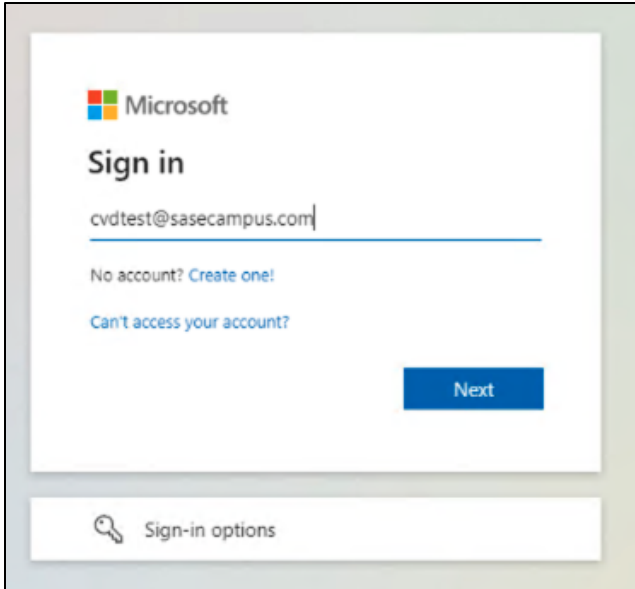 Microsoft
Sign in
cvdtest@sasecampus.com
No account? Create one!
Can't access your account?
Next
Sign-in options